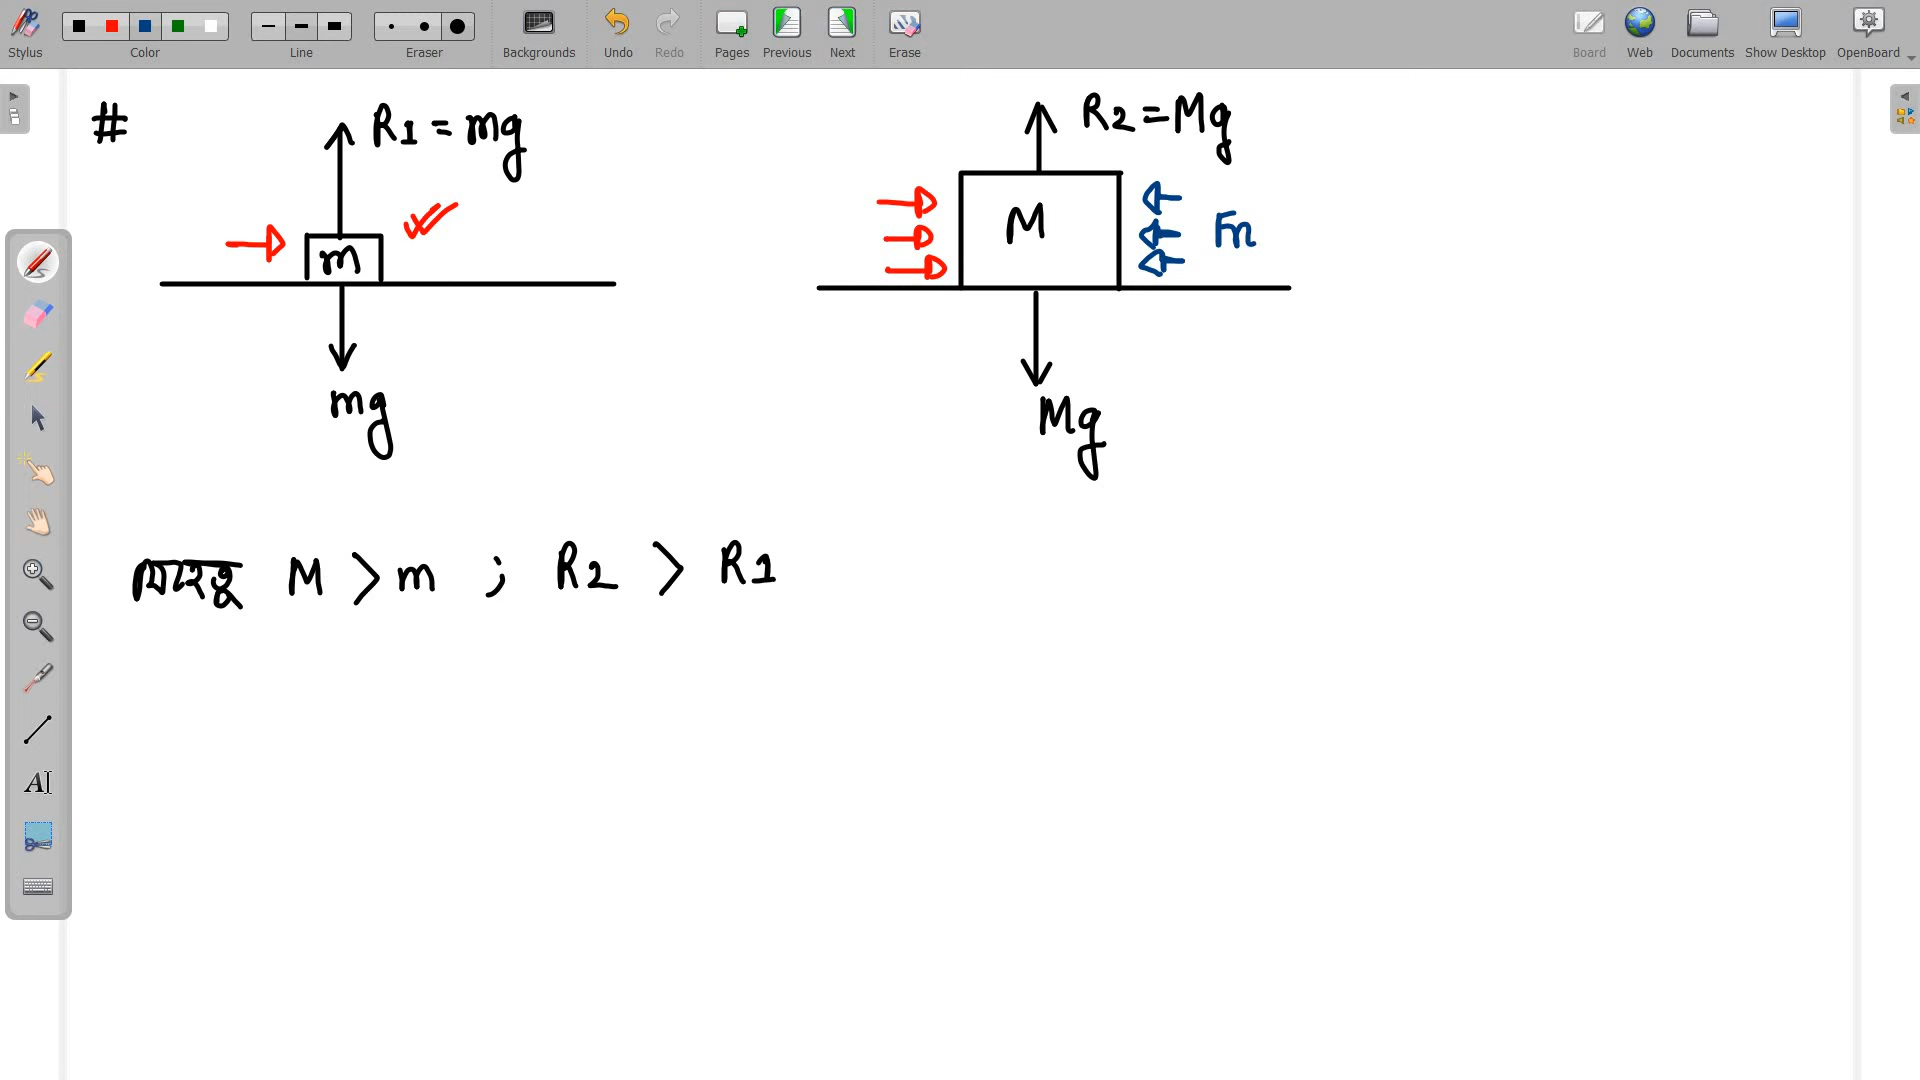 Stylus Color Line Eraser Backgrounds Undo Redo Pages Previous Next Erase Board Web Documents Show Desktop OpenBoard
# R1 = mg
R2 = Mg
m
M
Fn
mg
Mg
যেহেতু M > m ; R2 > R1